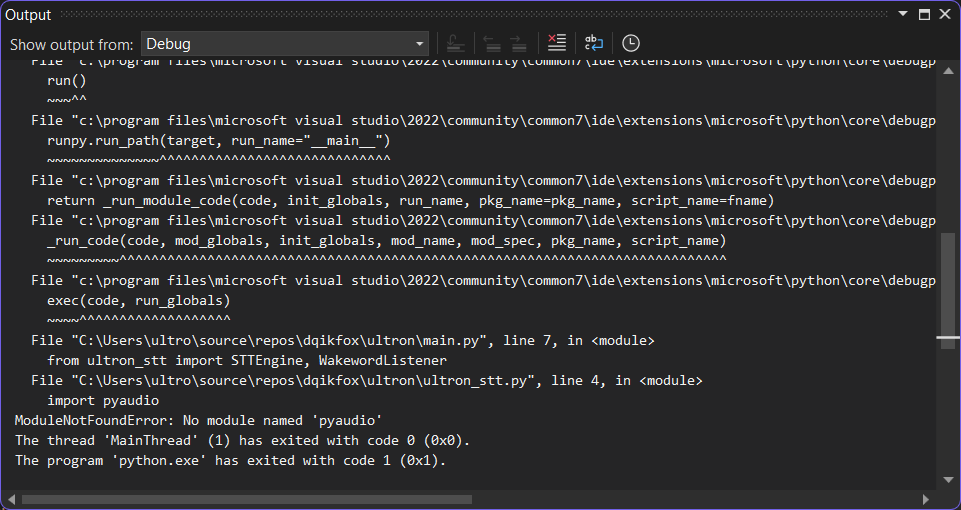 Output
Show output from: Debug
File "c:\program files\microsoft visual studio\2022\community\common7\ide\extensions\microsoft\python\core\debugp
run()
~~~^^
File "c:\program files\microsoft visual studio\2022\community\common7\ide\extensions\microsoft\python\core\debugp
runpy.run_path(target, run_name="__main__")
~~~~~~~~~~~~~~^^^^^^^^^^^^^^^^^^^^^^^^^^^^^
File "c:\program files\microsoft visual studio\2022\community\common7\ide\extensions\microsoft\python\core\debugp
return _run_module_code(code, init_globals, run_name, pkg_name=pkg_name, script_name=fname)
File "c:\program files\microsoft visual studio\2022\community\common7\ide\extensions\microsoft\python\core\debugp
_run_code(code, mod_globals, init_globals, mod_name, mod_spec, pkg_name, script_name)
~~~~~~~~~^^^^^^^^^^^^^^^^^^^^^^^^^^^^^^^^^^^^^^^^^^^^^^^^^^^^^^^^^^^^^^^^^^^^^^^^^^^^
File "c:\program files\microsoft visual studio\2022\community\common7\ide\extensions\microsoft\python\core\debugp
exec(code, run_globals)
~~~~^^^^^^^^^^^^^^^^^^^
File "C:\Users\ultro\source\repos\dqikfox\ultron\main.py", line 7, in <module>
from ultron_stt import STTEngine, WakewordListener
File "C:\Users\ultro\source\repos\dqikfox\ultron\ultron_stt.py", line 4, in <module>
import pyaudio
ModuleNotFoundError: No module named 'pyaudio'
The thread 'MainThread' (1) has exited with code 0 (0x0).
The program 'python.exe' has exited with code 1 (0x1).